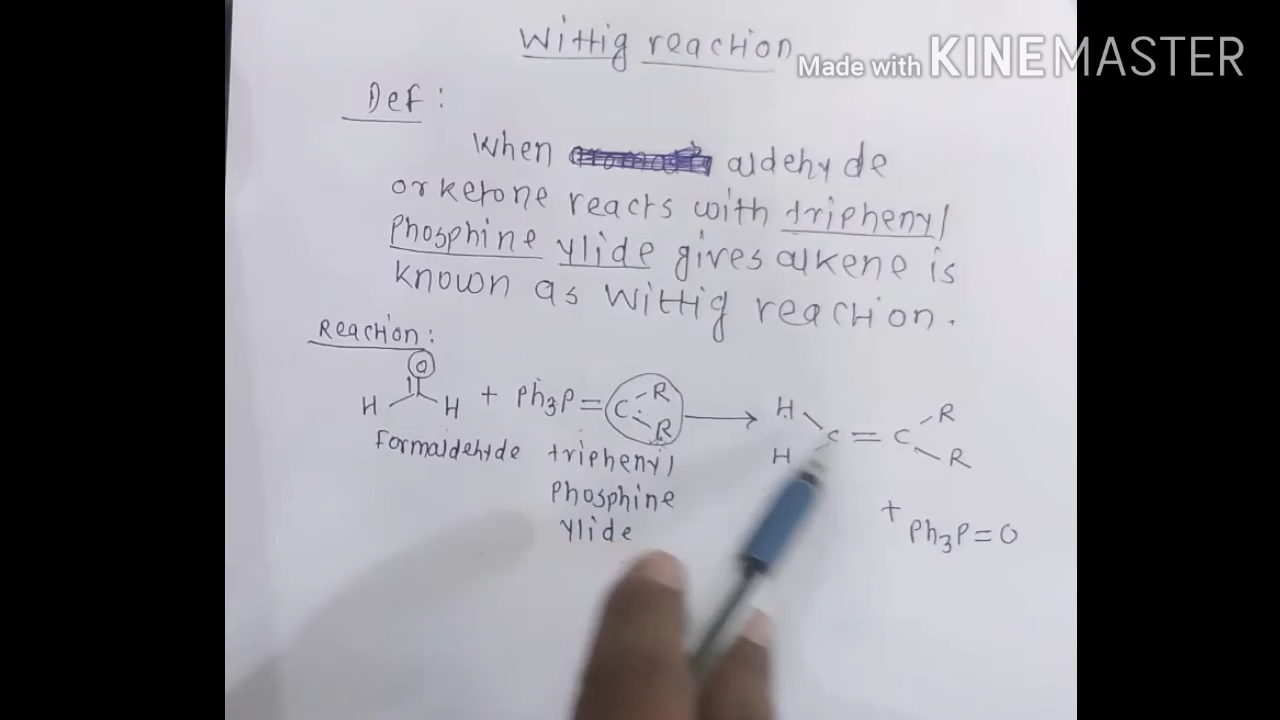 Wittig reaction
Made with KINEMASTER
Def :
When aldehyde
or ketone reacts with triphenyl
Phosphine ylide gives alkene is
known as Wittig reaction.
Reaction :
O
H H + Ph3P = C R R → H H C = C R R
Formaldehyde triphenyl
Phosphine
ylide
+ Ph3P = O